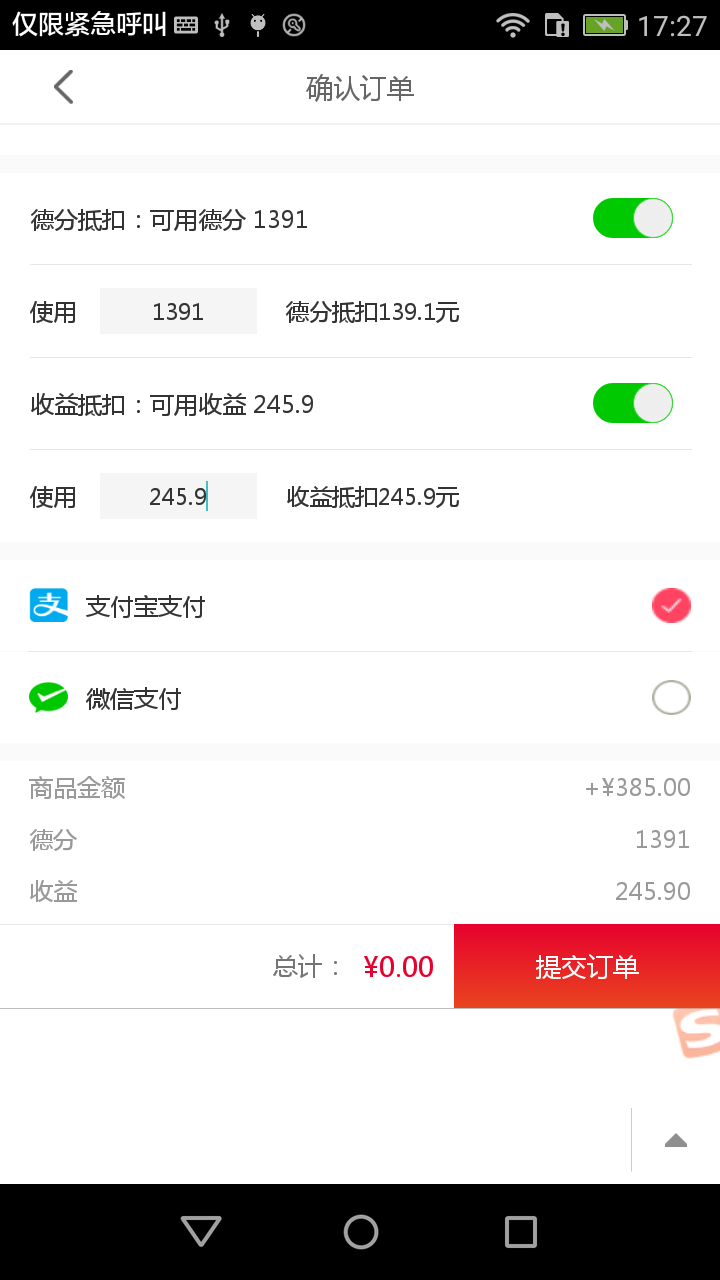 仅限紧急呼叫 17:27
确认订单
德分抵扣：可用德分 1391
使用 1391 德分抵扣139.1元
收益抵扣：可用收益 245.9
使用 245.9 收益抵扣245.9元
支付宝支付
微信支付
商品金额 +¥385.00
德分 1391
收益 245.90
总计： ¥0.00 提交订单